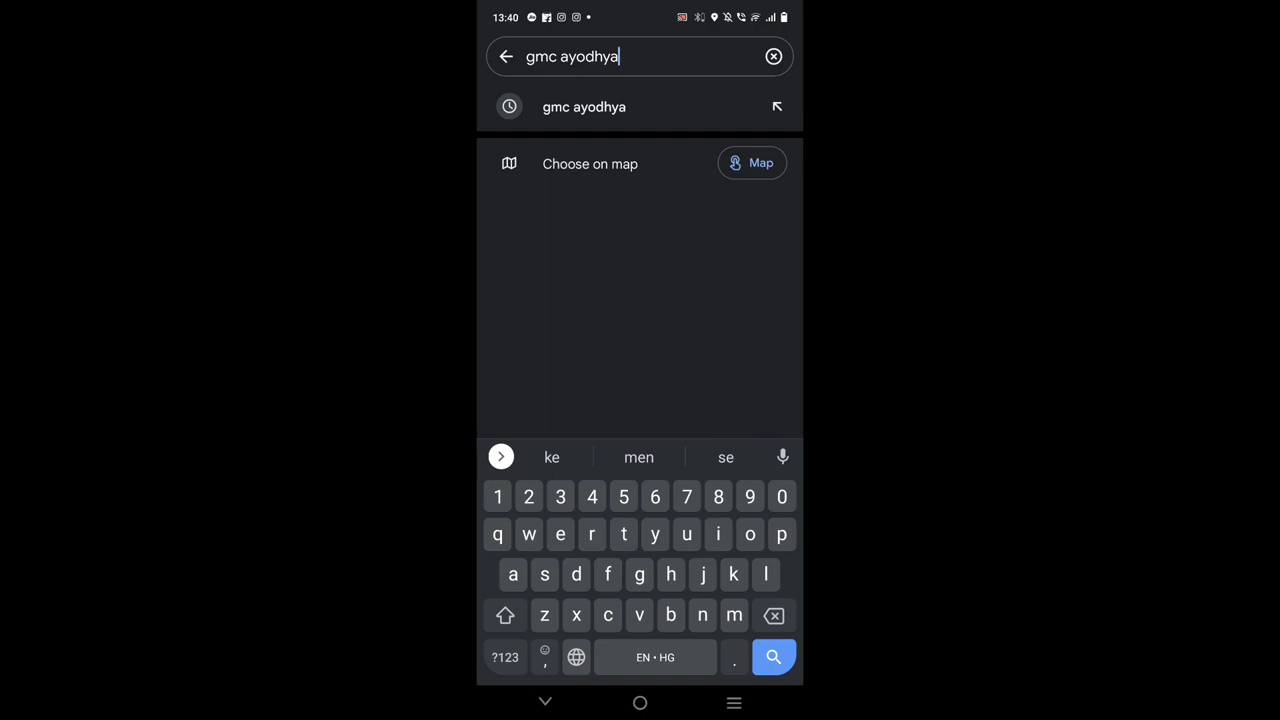 13:40
gmc ayodhya
gmc ayodhya
Choose on map
Map
ke men se
1 2 3 4 5 6 7 8 9 0
q w e r t y u i o p
a s d f g h j k l
z x c v b n m
?123 , EN • HG .